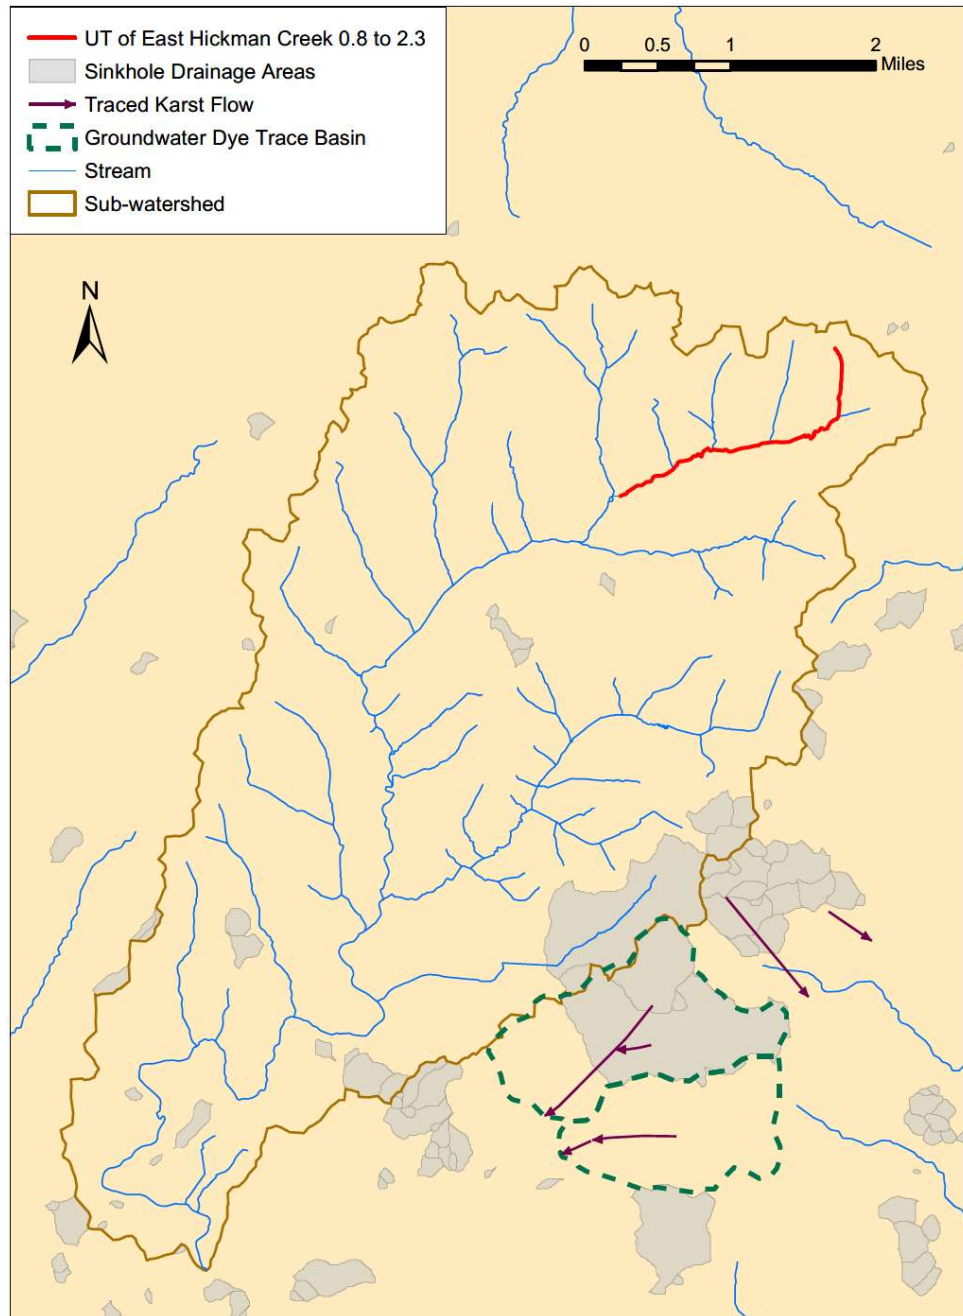 UT of East Hickman Creek 0.8 to 2.3
Sinkhole Drainage Areas
Traced Karst Flow
Groundwater Dye Trace Basin
Stream
Sub-watershed
0 0.5 1 2
Miles
N